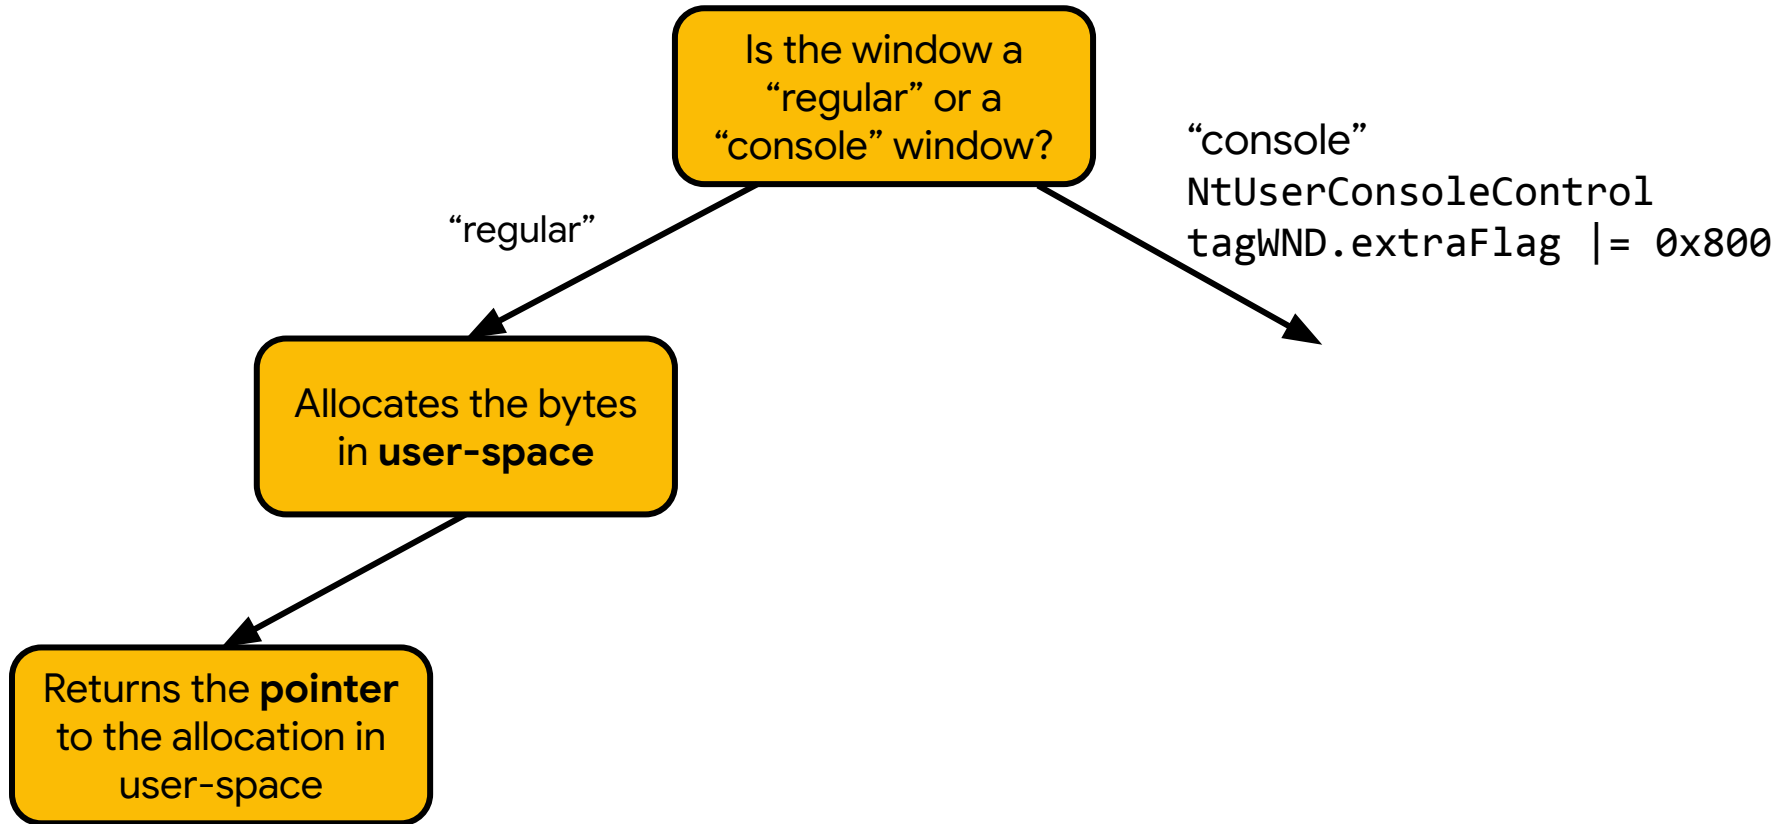 Is the window a
“regular” or a
“console” window?
“console”
NtUserConsoleControl
tagWND.extraFlag |= 0x800
“regular”
Allocates the bytes
in user-space
Returns the pointer
to the allocation in
user-space